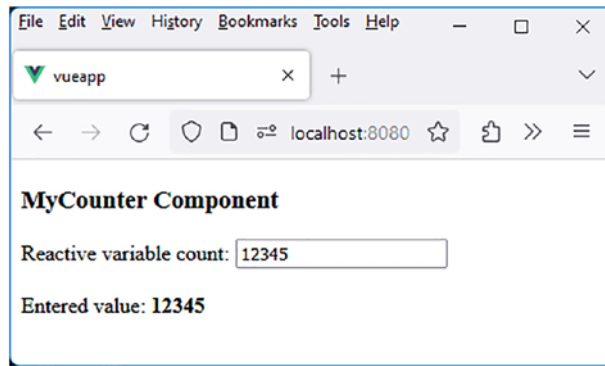 File Edit View History Bookmarks Tools Help
vueapp
localhost:8080
MyCounter Component
Reactive variable count: 12345
Entered value: 12345